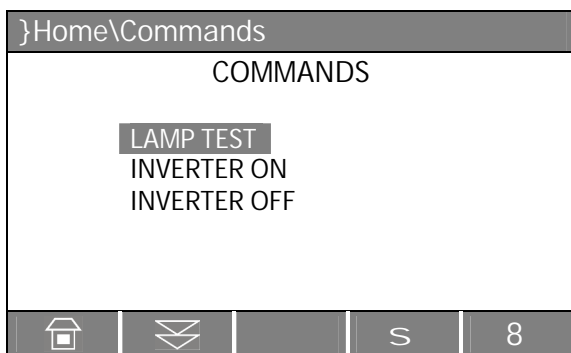 }Home\Commands
COMMANDS
LAMP TEST
INVERTER ON
INVERTER OFF
S 8